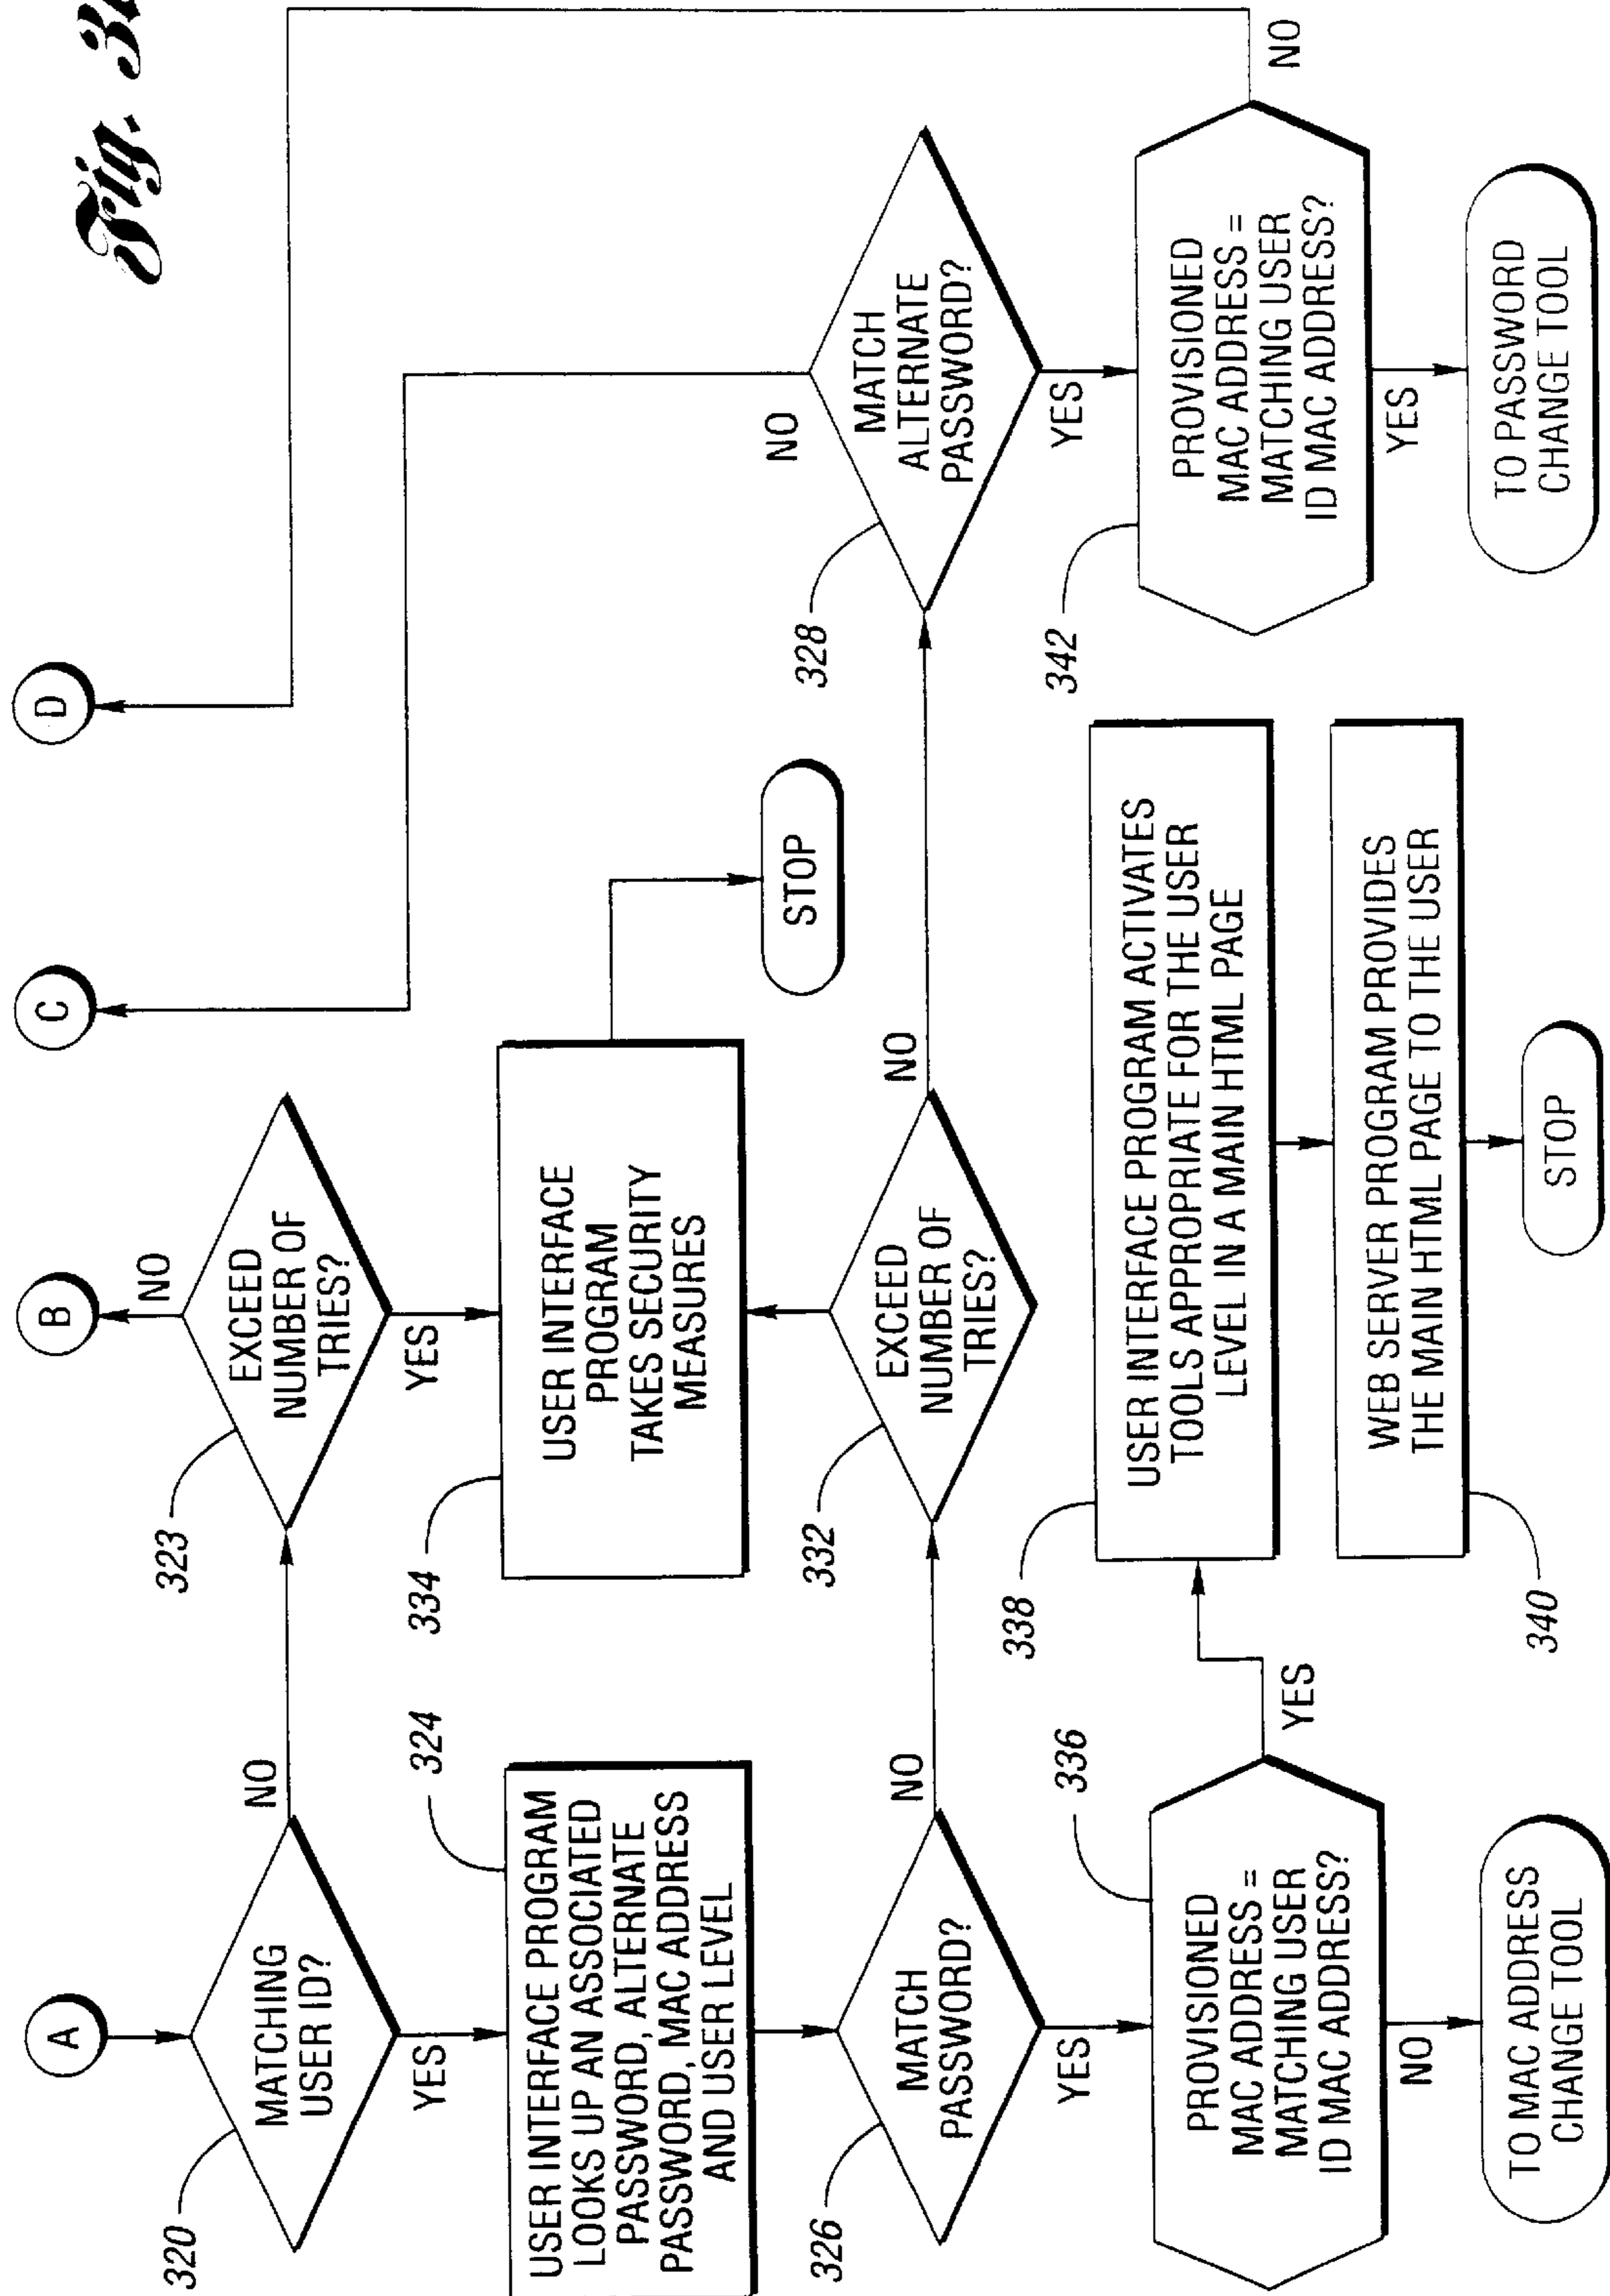 Fig.
A
B
C
D
320
MATCHING
USER ID?
NO
YES
323
EXCEED
NUMBER OF
TRIES?
NO
YES
324
USER INTERFACE PROGRAM
LOOKS UP AN ASSOCIATED
PASSWORD, ALTERNATE
PASSWORD, MAC ADDRESS
AND USER LEVEL
334
USER INTERFACE
PROGRAM
TAKES SECURITY
MEASURES
STOP
326
MATCH
PASSWORD?
NO
YES
332
EXCEED
NUMBER OF
TRIES?
NO
328
MATCH
ALTERNATE
PASSWORD?
NO
YES
336
PROVISIONED
MAC ADDRESS =
MATCHING USER
ID MAC ADDRESS?
YES
NO
TO MAC ADDRESS
CHANGE TOOL
338
USER INTERFACE PROGRAM ACTIVATES
TOOLS APPROPRIATE FOR THE USER
LEVEL IN A MAIN HTML PAGE
340
WEB SERVER PROGRAM PROVIDES
THE MAIN HTML PAGE TO THE USER
STOP
342
PROVISIONED
MAC ADDRESS =
MATCHING USER
ID MAC ADDRESS?
NO
YES
TO PASSWORD
CHANGE TOOL